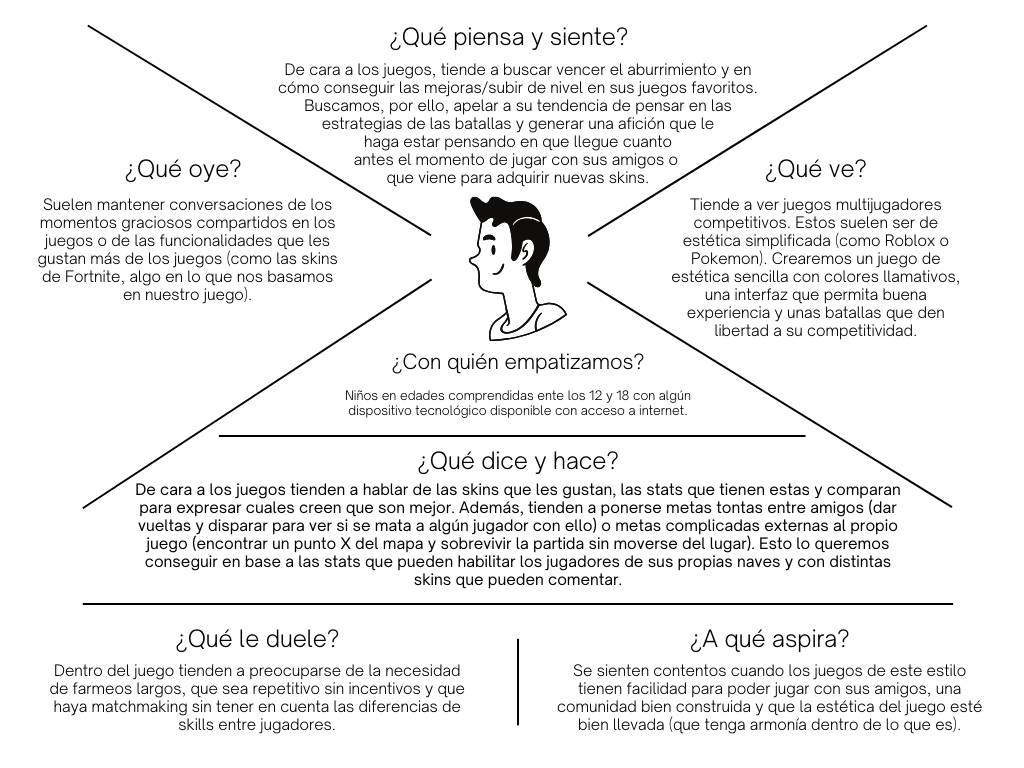 ¿Qué piensa y siente?
De cara a los juegos, tiende a buscar vencer el aburrimiento y en
cómo conseguir las mejoras/subir de nivel en sus juegos favoritos.
Buscamos, por ello, apelar a su tendencia de pensar en las
estrategias de las batallas y generar una afición que le
haga estar pensando en que llegue cuanto
antes el momento de jugar con sus amigos o
que viene para adquirir nuevas skins.
¿Qué oye?
Suelen mantener conversaciones de los
momentos graciosos compartidos en los
juegos o de las funcionalidades que les
gustan más de los juegos (como las skins
de Fortnite, algo en lo que nos basamos
en nuestro juego).
¿Qué ve?
Tiende a ver juegos multijugadores
competitivos. Estos suelen ser de
estética simplificada (como Roblox o
Pokemon). Crearemos un juego de
estética sencilla con colores llamativos,
una interfaz que permita buena
experiencia y unas batallas que den
libertad a su competitividad.
¿Con quién empatizamos?
Niños en edades comprendidas ente los 12 y 18 con algún
dispositivo tecnológico disponible con acceso a internet.
¿Qué dice y hace?
De cara a los juegos tienden a hablar de las skins que les gustan, las stats que tienen estas y comparan
para expresar cuales creen que son mejor. Además, tienden a ponerse metas tontas entre amigos (dar
vueltas y disparar para ver si se mata a algún jugador con ello) o metas complicadas externas al propio
juego (encontrar un punto X del mapa y sobrevivir la partida sin moverse del lugar). Esto lo queremos
conseguir en base a las stats que pueden habilitar los jugadores de sus propias naves y con distintas
skins que pueden comentar.
¿Qué le duele?
Dentro del juego tienden a preocuparse de la necesidad
de farmeos largos, que sea repetitivo sin incentivos y que
haya matchmaking sin tener en cuenta las diferencias de
skills entre jugadores.
¿A qué aspira?
Se sienten contentos cuando los juegos de este estilo
tienen facilidad para poder jugar con sus amigos, una
comunidad bien construida y que la estética del juego esté
bien llevada (que tenga armonía dentro de lo que es).